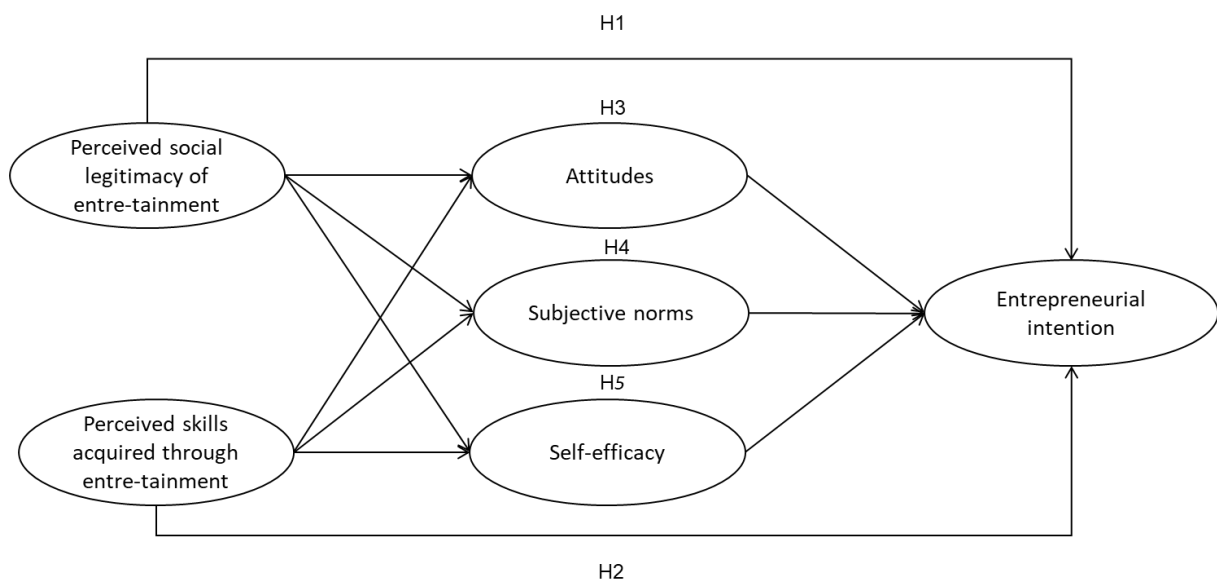 H1
H3
Perceived social
legitimacy of
entre-tainment
Attitudes
H4
Subjective norms
Entrepreneurial
intention
H5
Perceived skills
acquired through
entre-tainment
Self-efficacy
H2